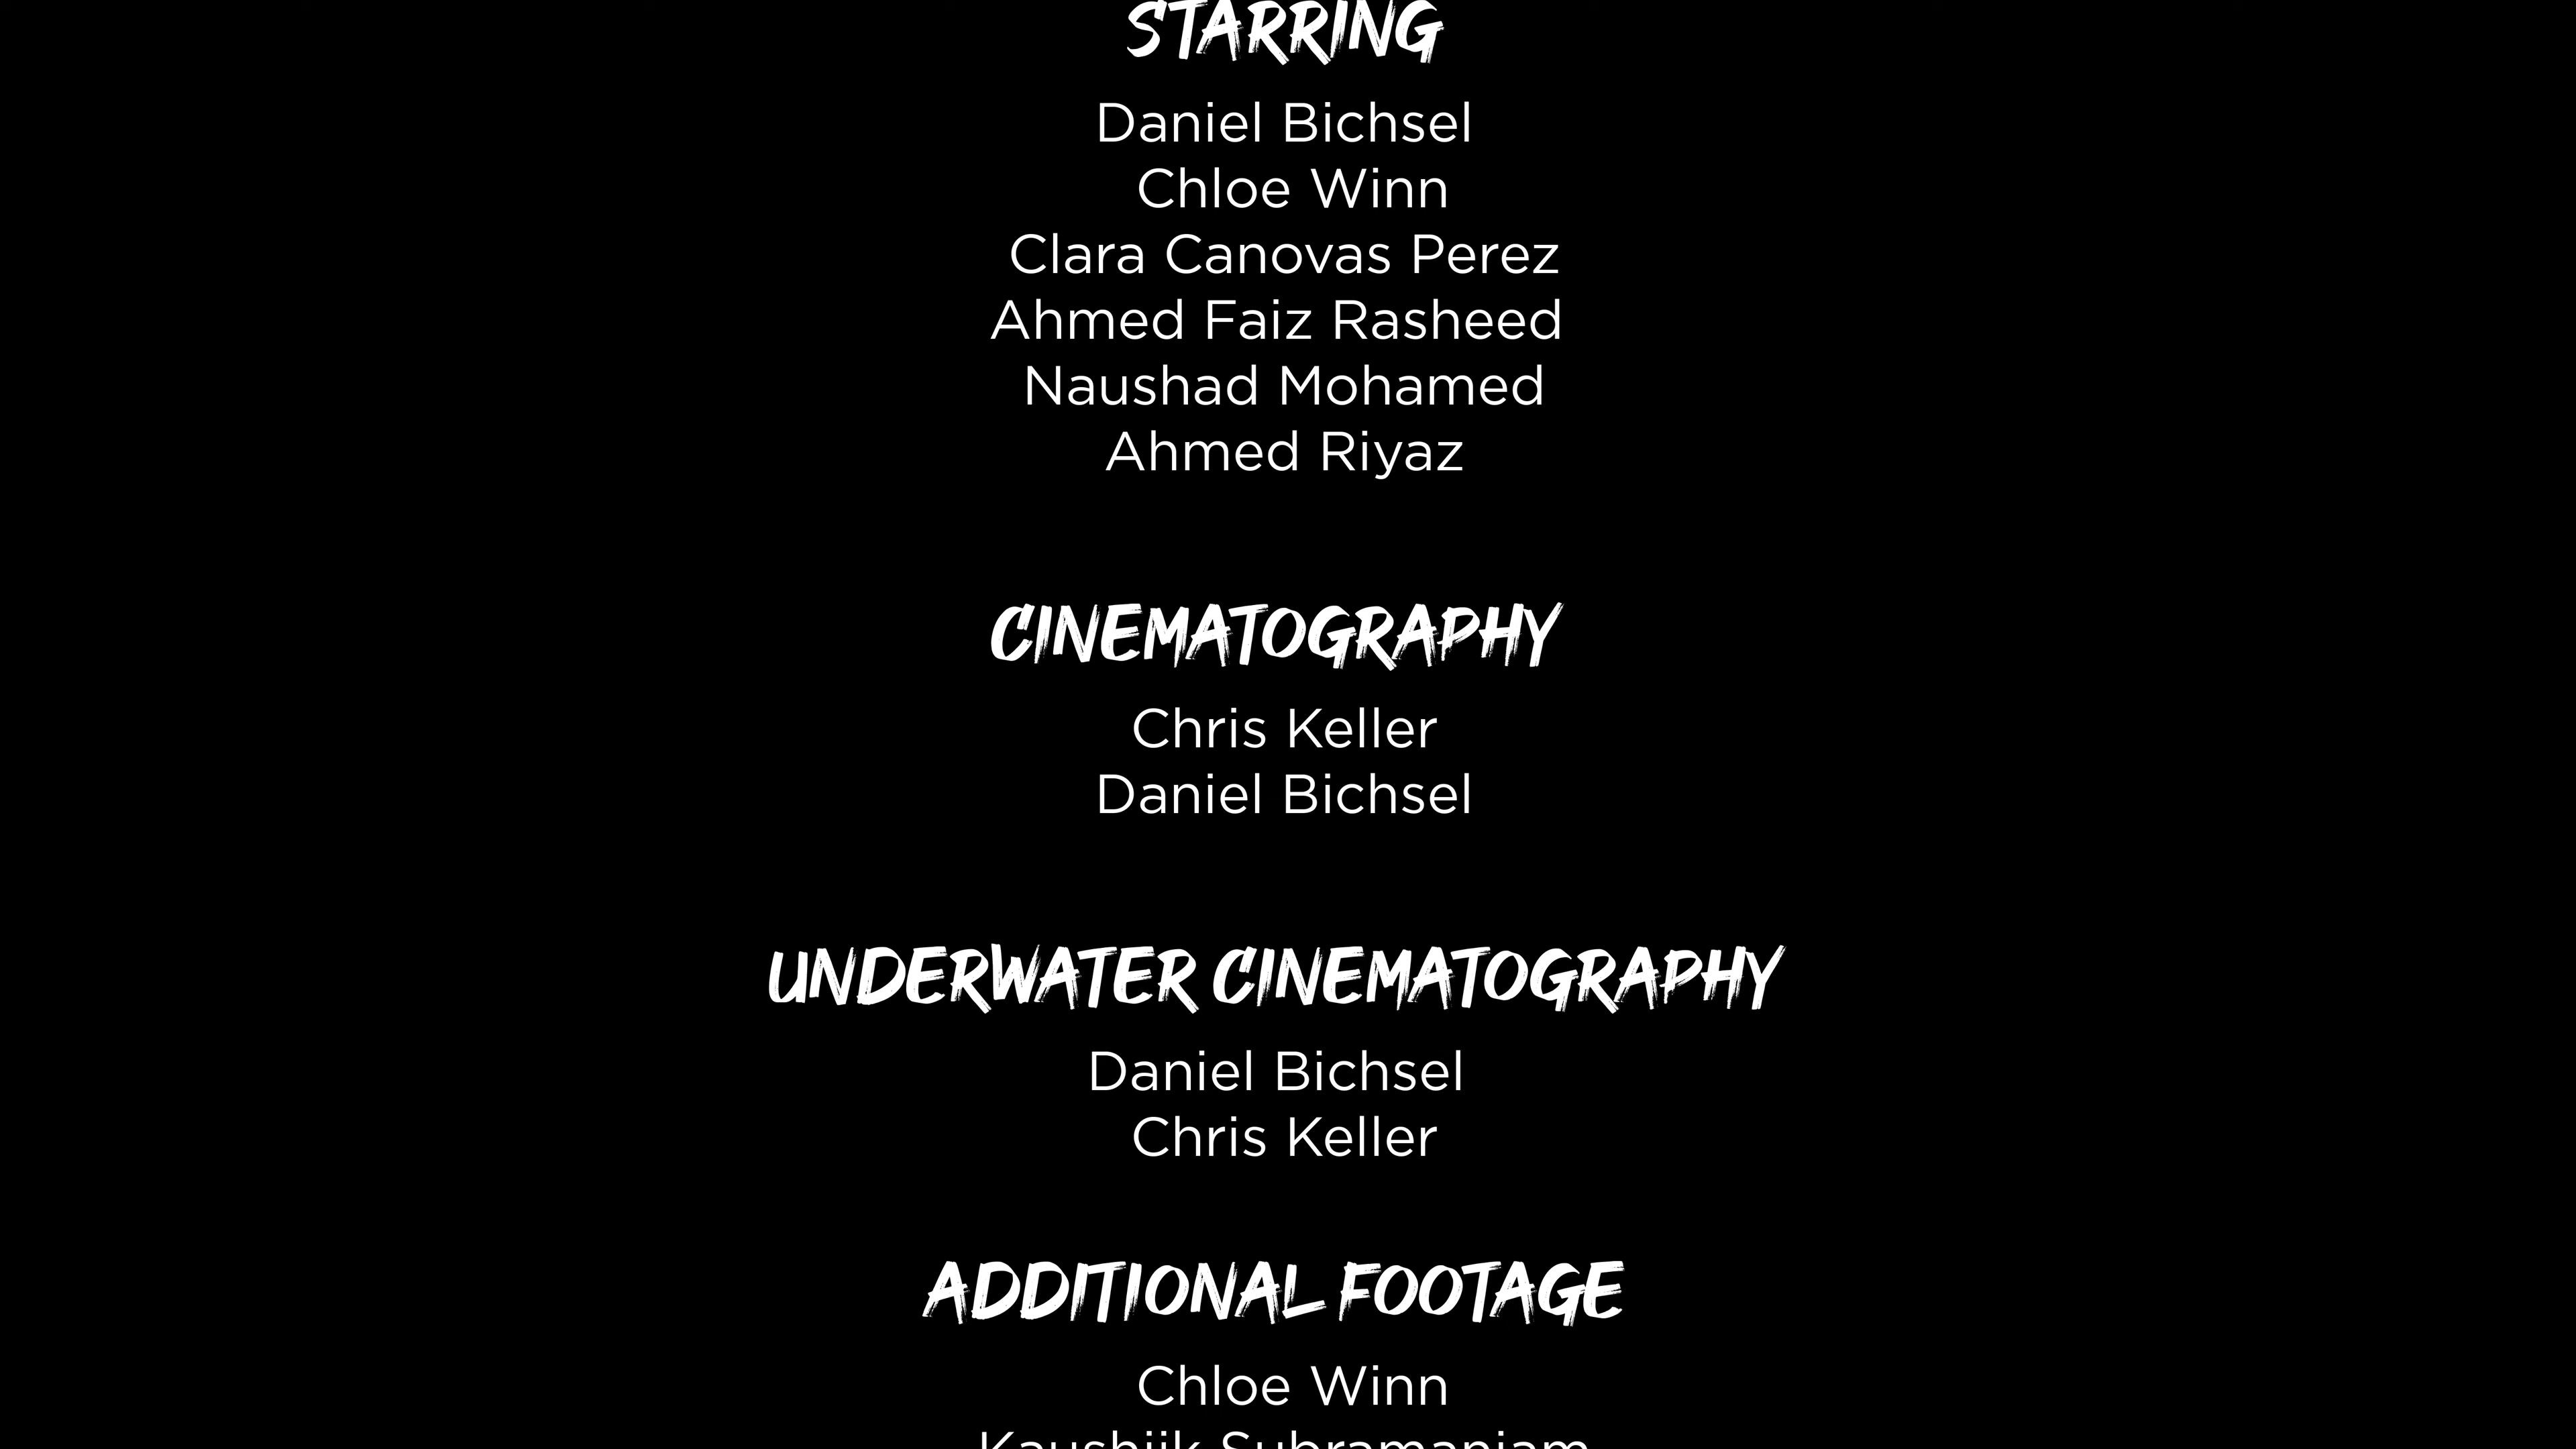 STARRING
Daniel Bichsel
Chloe Winn
Clara Canovas Perez
Ahmed Faiz Rasheed
Naushad Mohamed
Ahmed Riyaz
CINEMATOGRAPHY
Chris Keller
Daniel Bichsel
UNDERWATER CINEMATOGRAPHY
Daniel Bichsel
Chris Keller
ADDITIONAL FOOTAGE
Chloe Winn